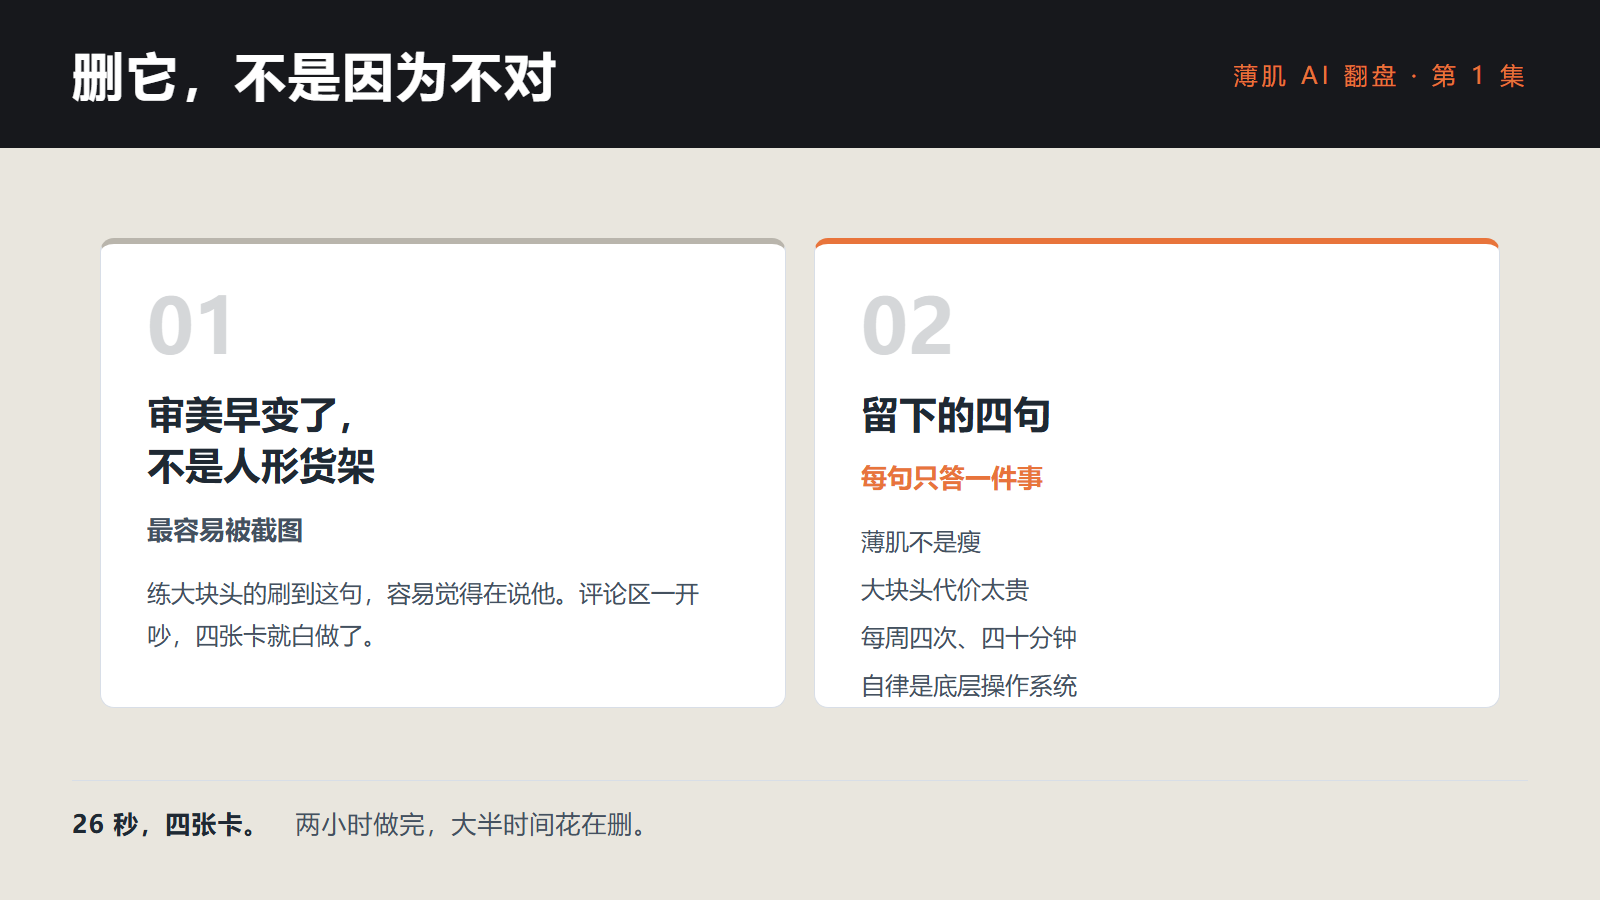 删它，不是因为不对
薄肌 AI 翻盘 · 第 1 集
01
审美早变了，
不是人形货架
最容易被截图
练大块头的刷到这句，容易觉得在说他。评论区一开
吵，四张卡就白做了。
02
留下的四句
每句只答一件事
薄肌不是瘦
大块头代价太贵
每周四次、四十分钟
自律是底层操作系统
26 秒，四张卡。 两小时做完，大半时间花在删。